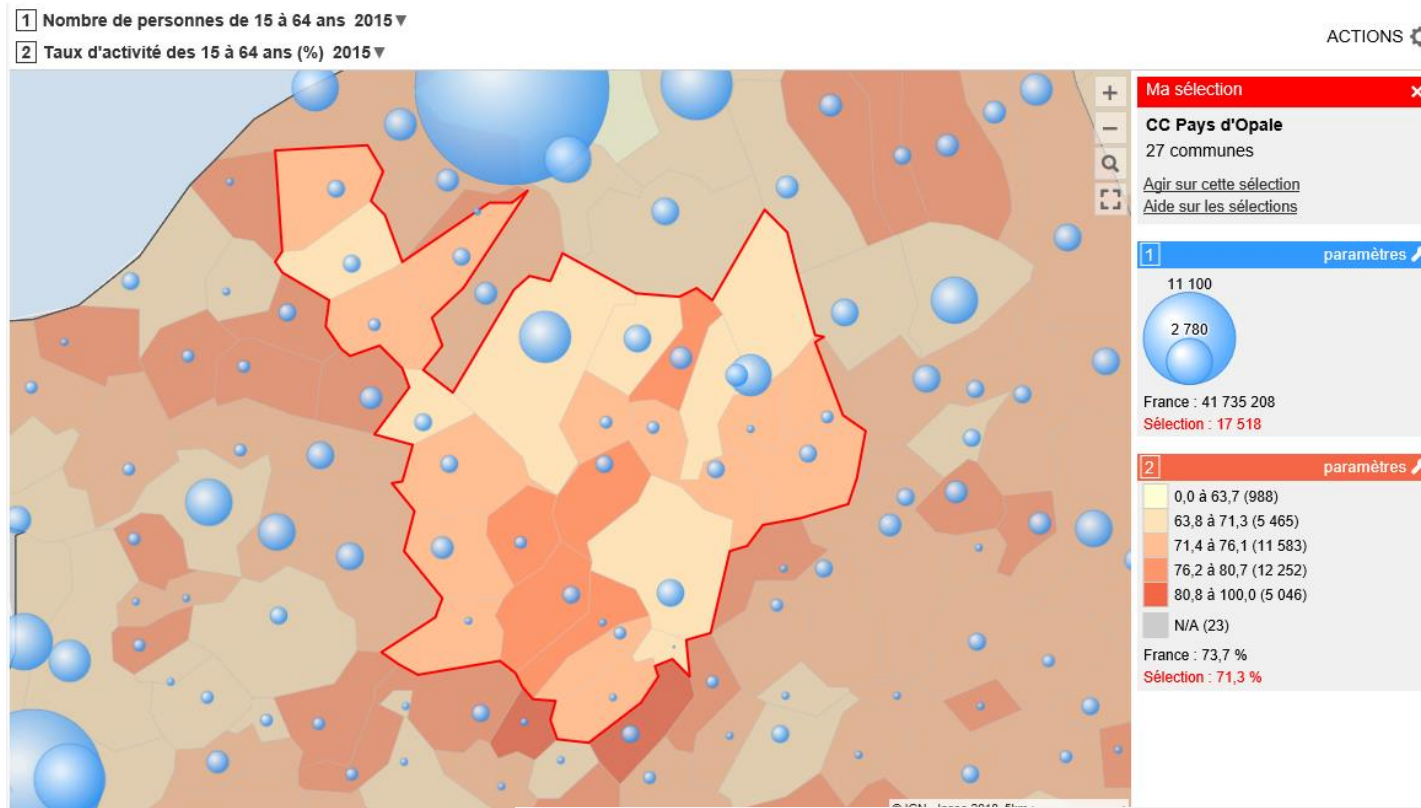 1 Nombre de personnes de 15 à 64 ans 2015▼
2 Taux d'activité des 15 à 64 ans (%) 2015▼
ACTIONS
+
−
Ma sélection ×
CC Pays d'Opale
27 communes
Agir sur cette sélection
Aide sur les sélections
1 paramètres
11 100
2 780
France : 41 735 208
Sélection : 17 518
2 paramètres
0,0 à 63,7 (988)
63,8 à 71,3 (5 465)
71,4 à 76,1 (11 583)
76,2 à 80,7 (12 252)
80,8 à 100,0 (5 046)
N/A (23)
France : 73,7 %
Sélection : 71,3 %